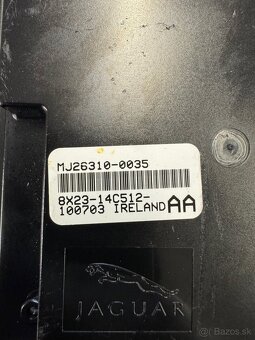 MJ26310-0035
8X23-14C512-
100703 IRELAND AA
JAGUAR
bazos.sk